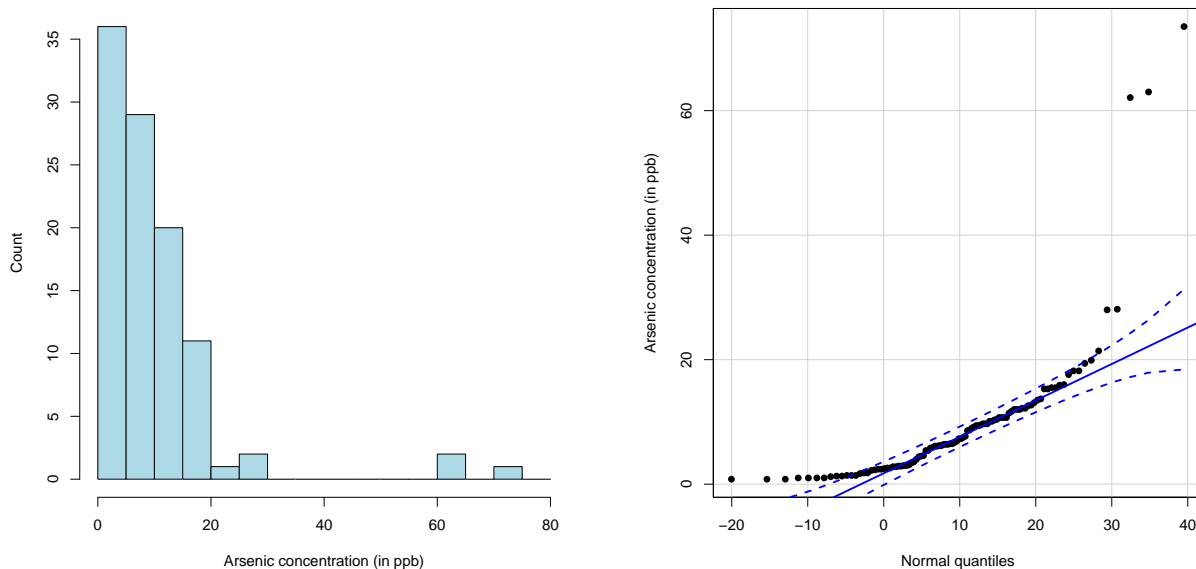 35
30
25
20
15
10
5
0
Count
0 20 40 60 80
Arsenic concentration (in ppb)
60
40
20
0
Arsenic concentration (in ppb)
−20 −10 0 10 20 30 40
Normal quantiles